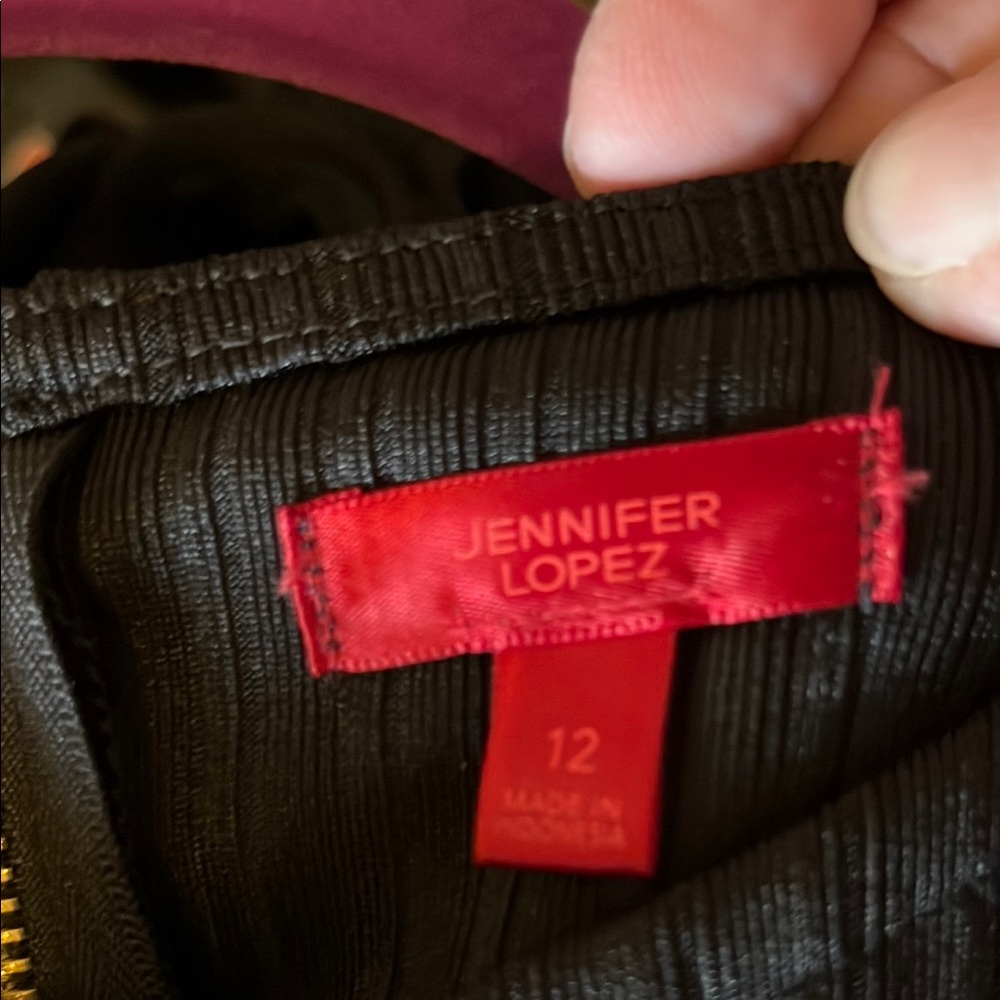 JENNIFER
LOPEZ
12
MADE IN
INDONESIA